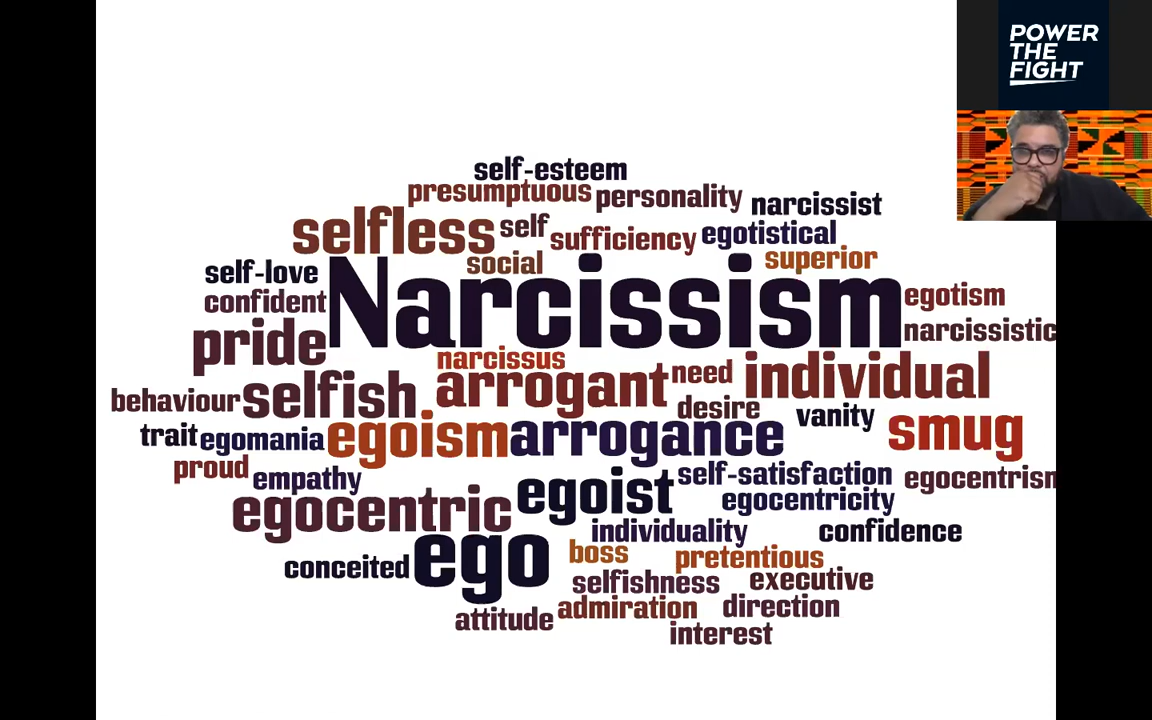 POWER
THE
FIGHT
self-esteem
presumptuous personality narcissist
selfless self sufficiency egotistical
self-love social superior
confident Narcissism egotism
pride narcissistic
narcissus
behaviour selfish arrogant need individual
desire vanity
trait egomania egoism arrogance smug
proud empathy self-satisfaction egocentrism
egocentric egoist egocentricity
individuality confidence
conceited ego boss pretentious
selfishness executive
attitude admiration direction
interest